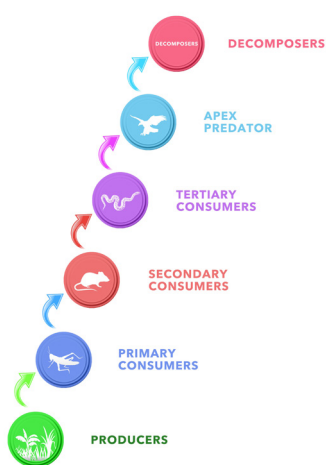 DECOMPOSERS
DECOMPOSERS
APEX
PREDATOR
TERTIARY
CONSUMERS
SECONDARY
CONSUMERS
PRIMARY
CONSUMERS
PRODUCERS